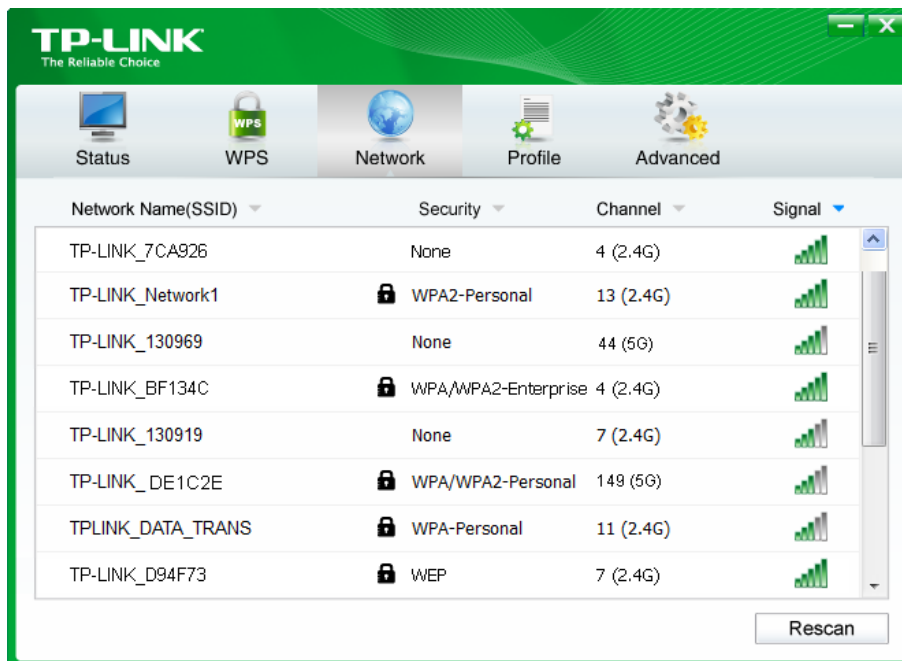 TP-LINK
The Reliable Choice
WPS
Status WPS Network Profile Advanced
Network Name(SSID) Security Channel Signal
TP-LINK_7CA926 None 4 (2.4G)
TP-LINK_Network1 WPA2-Personal 13 (2.4G)
TP-LINK_130969 None 44 (5G)
TP-LINK_BF134C WPA/WPA2-Enterprise 4 (2.4G)
TP-LINK_130919 None 7 (2.4G)
TP-LINK_ DE1C2E WPA/WPA2-Personal 149 (5G)
TPLINK_DATA_TRANS WPA-Personal 11 (2.4G)
TP-LINK_D94F73 WEP 7 (2.4G)
Rescan